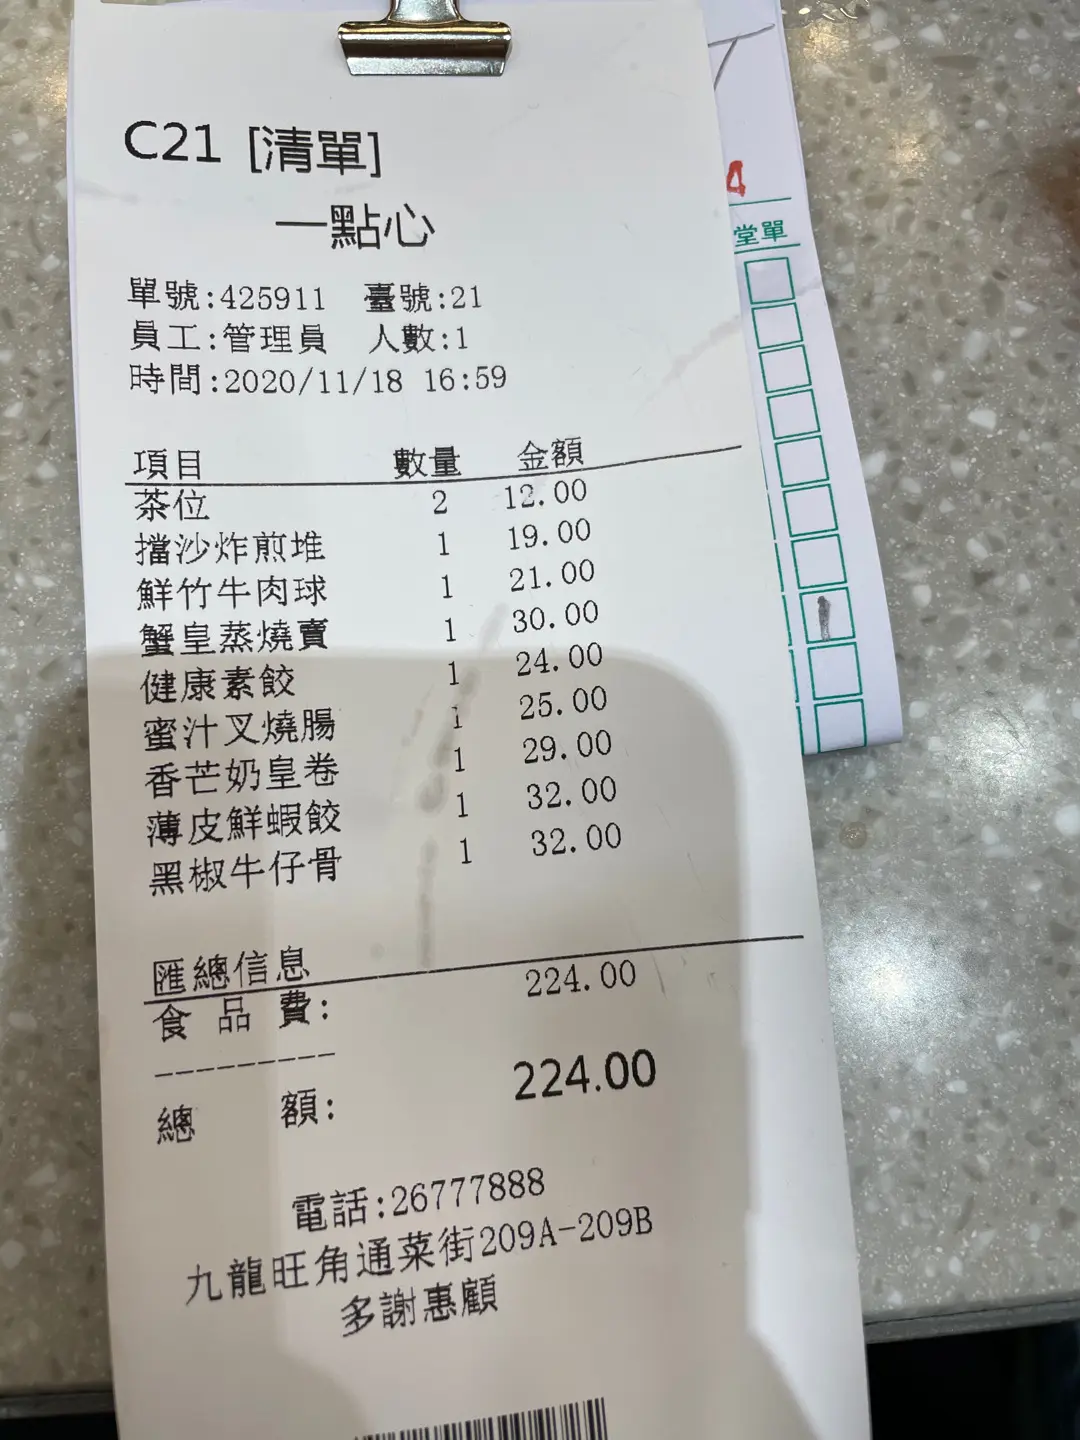 C21 [清單]
一點心
單號:425911 臺號:21
員工:管理員 人數:1
時間:2020/11/18 16:59
項目 數量 金額
茶位 2 12.00
擋沙炸煎堆 1 19.00
鮮竹牛肉球 1 21.00
蟹皇蒸燒賣 1 30.00
健康素餃 1 24.00
蜜汁叉燒腸 1 25.00
香芒奶皇卷 1 29.00
薄皮鮮蝦餃 1 32.00
黑椒牛仔骨 1 32.00
匯總信息
食品費: 224.00
---------
總額: 224.00
電話:26777888
九龍旺角通菜街209A-209B
多謝惠顧
4
堂單